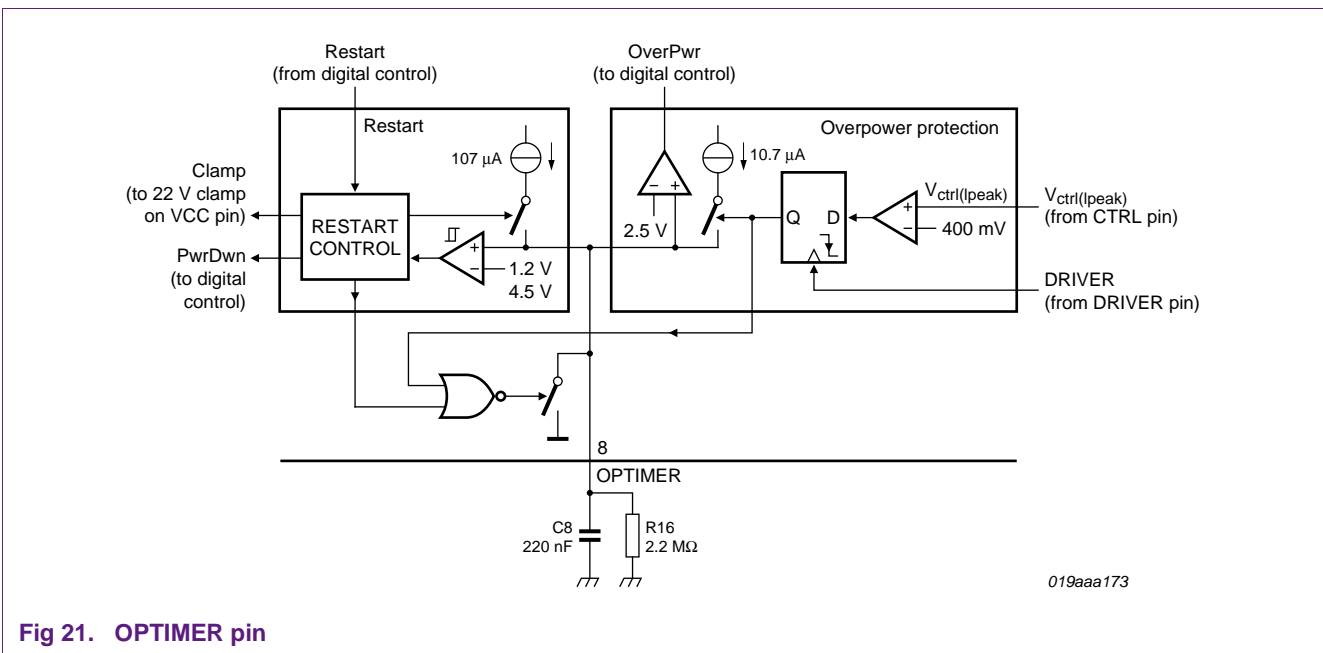 Restart
(from digital control)
OverPwr
(to digital control)
Restart
107 μA
Clamp
(to 22 V clamp
on VCC pin)
PwrDwn
(to digital
control)
RESTART
CONTROL
+
−
1.2 V
4.5 V
Overpower protection
10.7 μA
− +
2.5 V
Q D
+
−
Vctrl(Ipeak)
400 mV
Vctrl(Ipeak)
(from CTRL pin)
DRIVER
(from DRIVER pin)
8
OPTIMER
C8
220 nF
R16
2.2 MΩ
019aaa173
Fig 21. OPTIMER pin